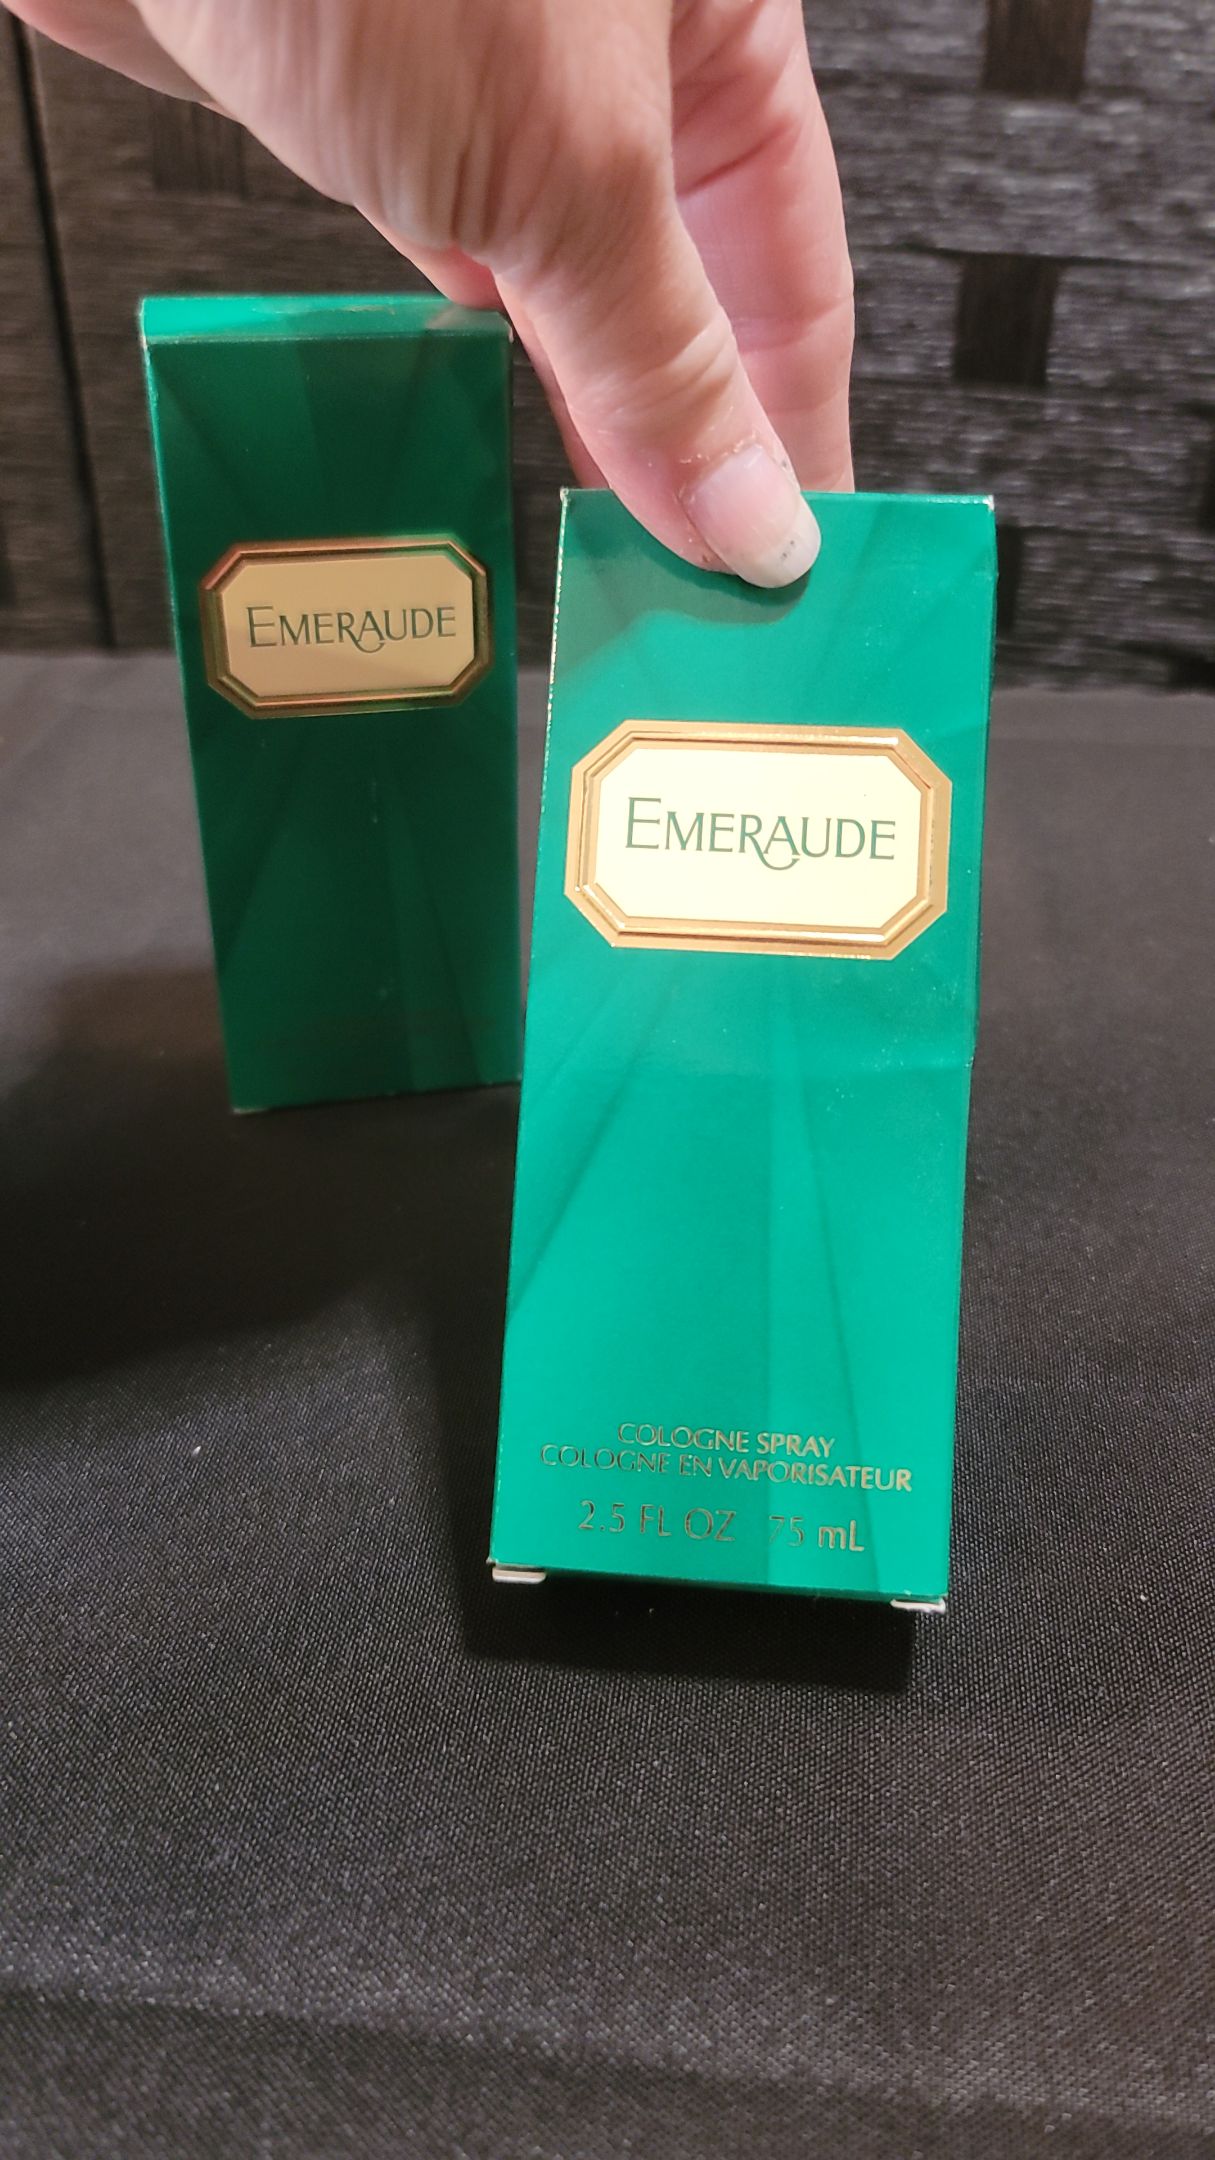 EMERAUDE
EMERAUDE
COLOGNE SPRAY
COLOGNE EN VAPORISATEUR
2.5 FL OZ 75 mL